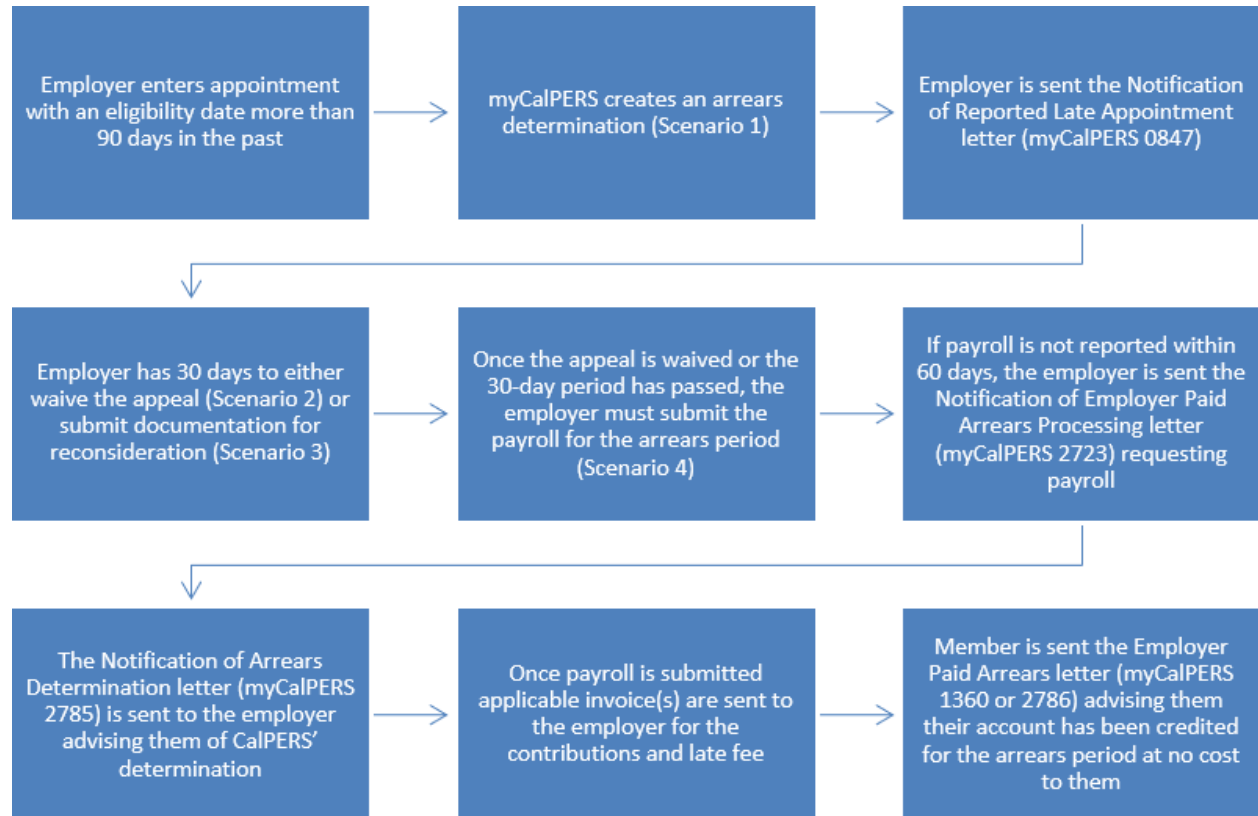 Employer enters appointment
with an eligibility date more than
90 days in the past
myCalPERS creates an arrears
determination (Scenario 1)
Employer is sent the Notification
of Reported Late Appointment
letter (myCalPERS 0847)
Employer has 30 days to either
waive the appeal (Scenario 2) or
submit documentation for
reconsideration (Scenario 3)
Once the appeal is waived or the
30-day period has passed, the
employer must submit the
payroll for the arrears period
(Scenario 4)
If payroll is not reported within
60 days, the employer is sent the
Notification of Employer Paid
Arrears Processing letter
(myCalPERS 2723) requesting
payroll
The Notification of Arrears
Determination letter (myCalPERS
2785) is sent to the employer
advising them of CalPERS’
determination
Once payroll is submitted
applicable invoice(s) are sent to
the employer for the
contributions and late fee
Member is sent the Employer
Paid Arrears letter (myCalPERS
1360 or 2786) advising them
their account has been credited
for the arrears period at no cost
to them